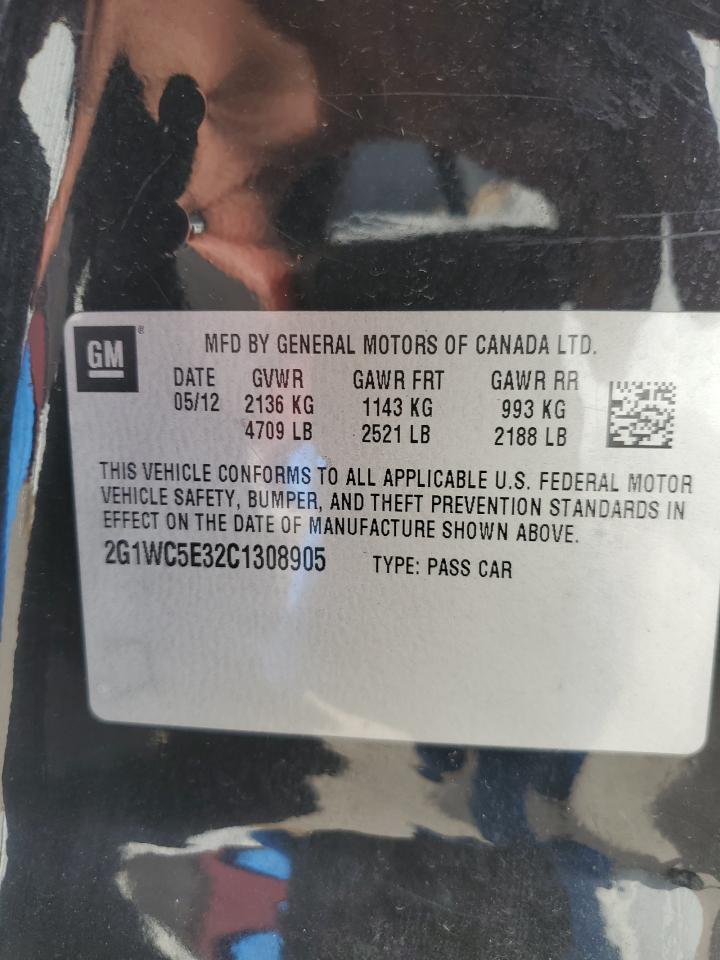 GM®
MFD BY GENERAL MOTORS OF CANADA LTD.
DATE GVWR GAWR FRT GAWR RR
05/12 2136 KG 1143 KG 993 KG
4709 LB 2521 LB 2188 LB
THIS VEHICLE CONFORMS TO ALL APPLICABLE U.S. FEDERAL MOTOR
VEHICLE SAFETY, BUMPER, AND THEFT PREVENTION STANDARDS IN
EFFECT ON THE DATE OF MANUFACTURE SHOWN ABOVE.
2G1WC5E32C1308905 TYPE: PASS CAR